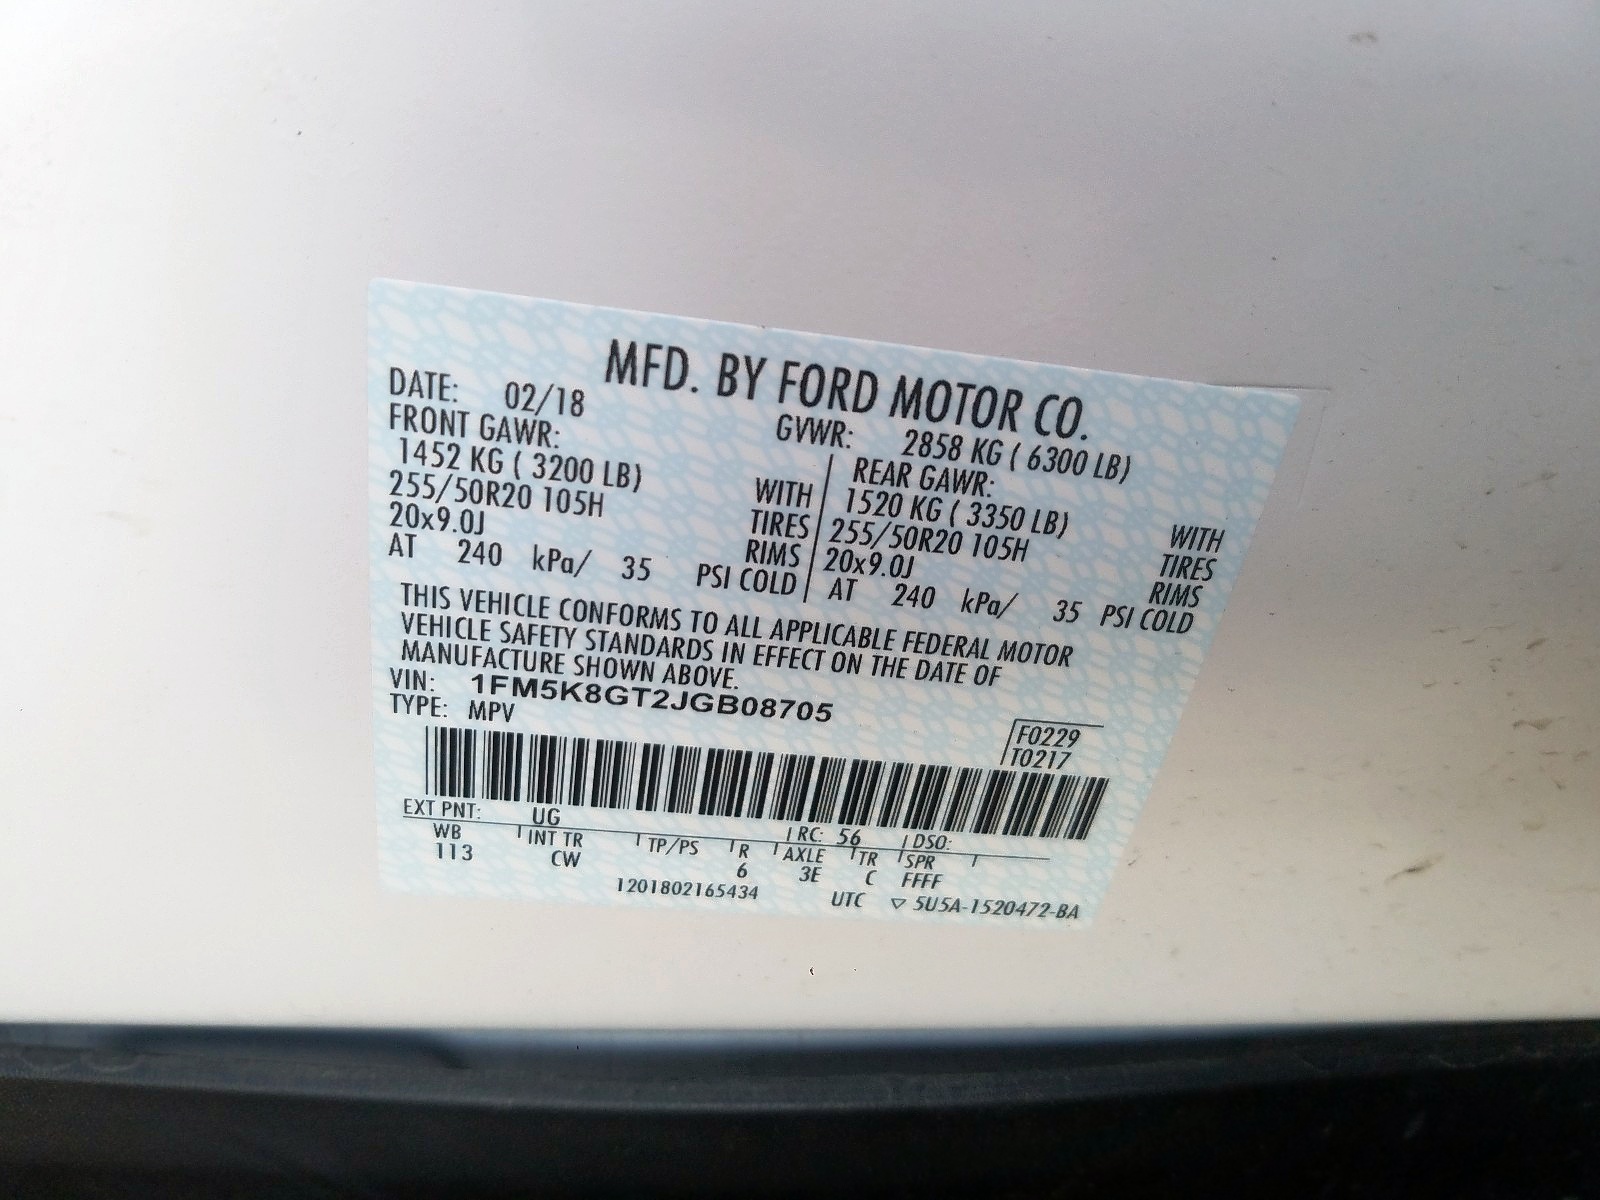 MFD. BY FORD MOTOR CO.
DATE: 02/18 GVWR: 2858 KG ( 6300 LB)
FRONT GAWR: REAR GAWR:
1452 KG ( 3200 LB) WITH 1520 KG ( 3350 LB) WITH
255/50R20 105H TIRES 255/50R20 105H TIRES
20x9.0J RIMS 20x9.0J RIMS
AT 240 kPa/ 35 PSI COLD AT 240 kPa/ 35 PSI COLD
THIS VEHICLE CONFORMS TO ALL APPLICABLE FEDERAL MOTOR
VEHICLE SAFETY STANDARDS IN EFFECT ON THE DATE OF
MANUFACTURE SHOWN ABOVE.
VIN: 1FM5K8GT2JGB08705
TYPE: MPV
F0229
T0217
EXT PNT: UG RC: 56 DSO:
WB INT TR TP/PS R AXLE TR SPR
113 CW 6 3E C FFFF
1201802165434 UTC ▽ 5U5A-1520472-BA